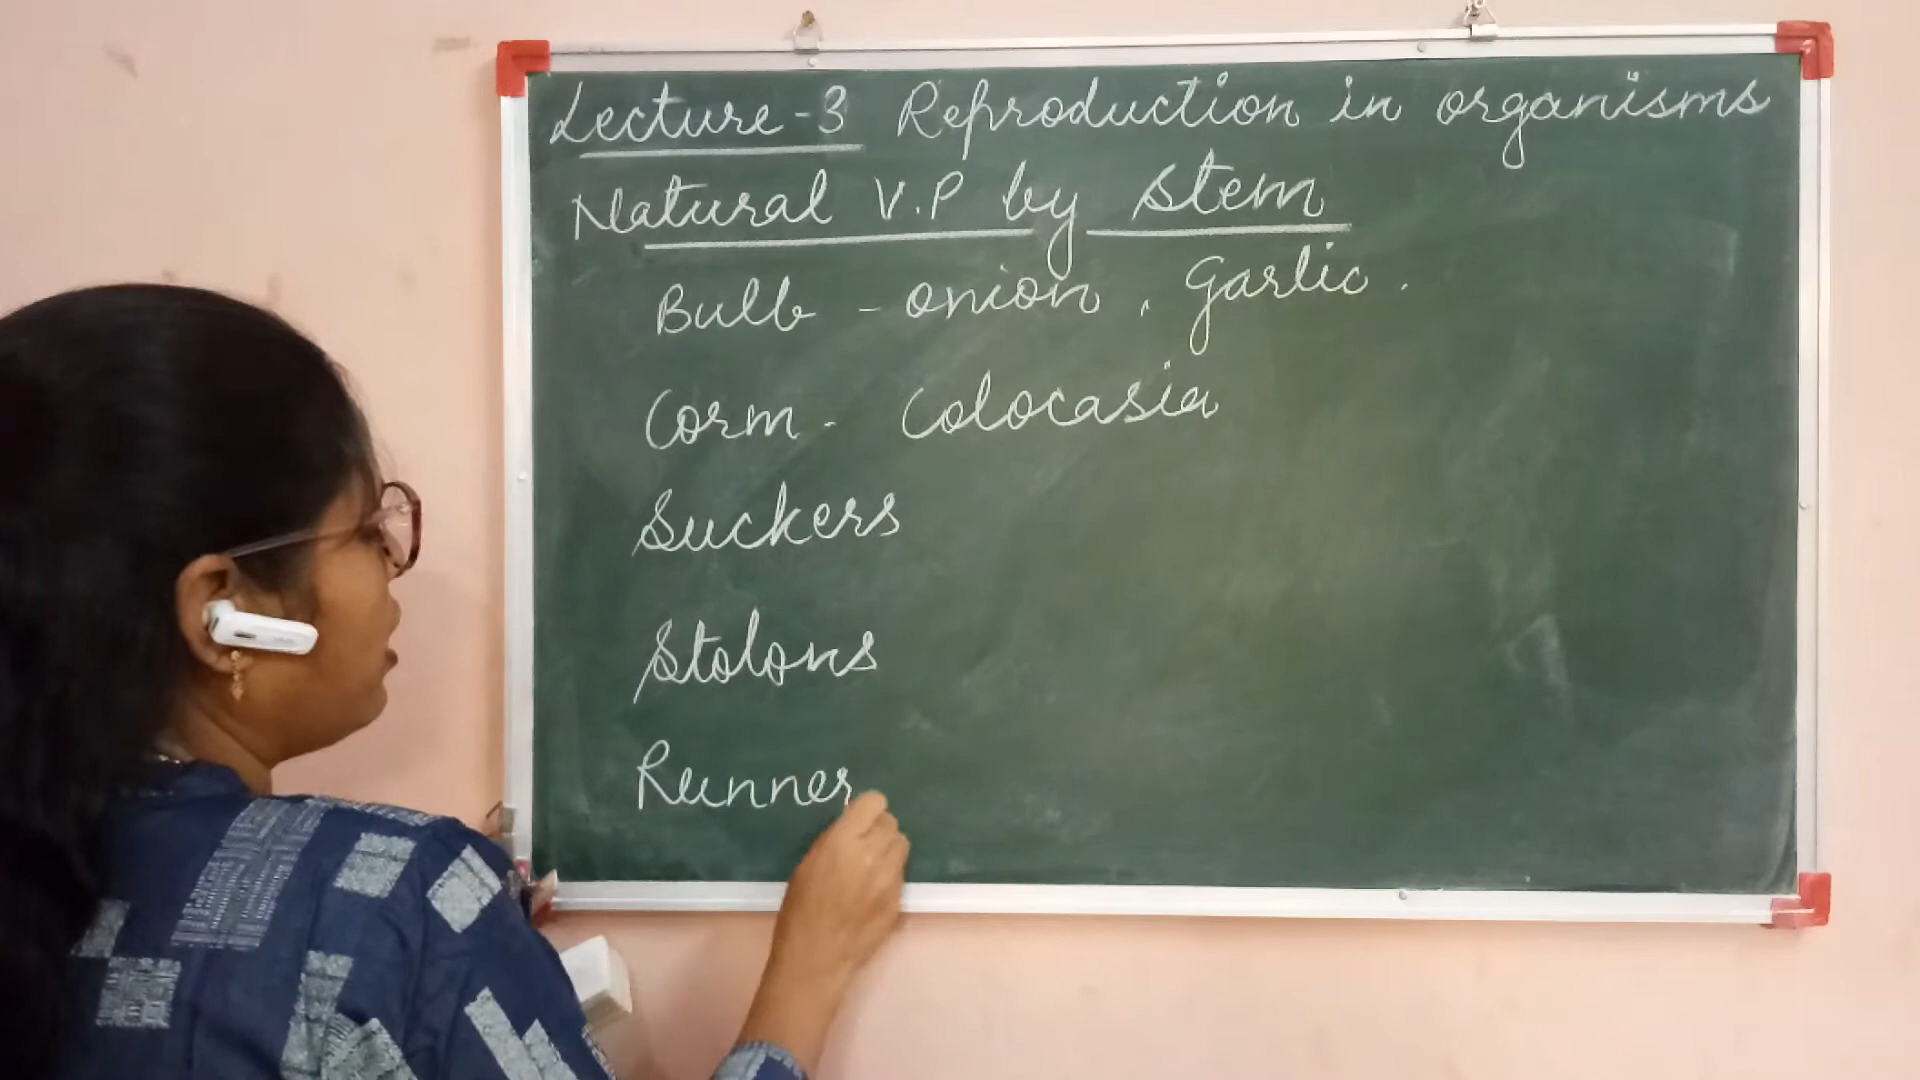 Lecture-3 Reproduction in organisms
Natural V.P by stem
Bulb - onion, Garlic.
Corm - Colocasia
Suckers
Stolons
Runner